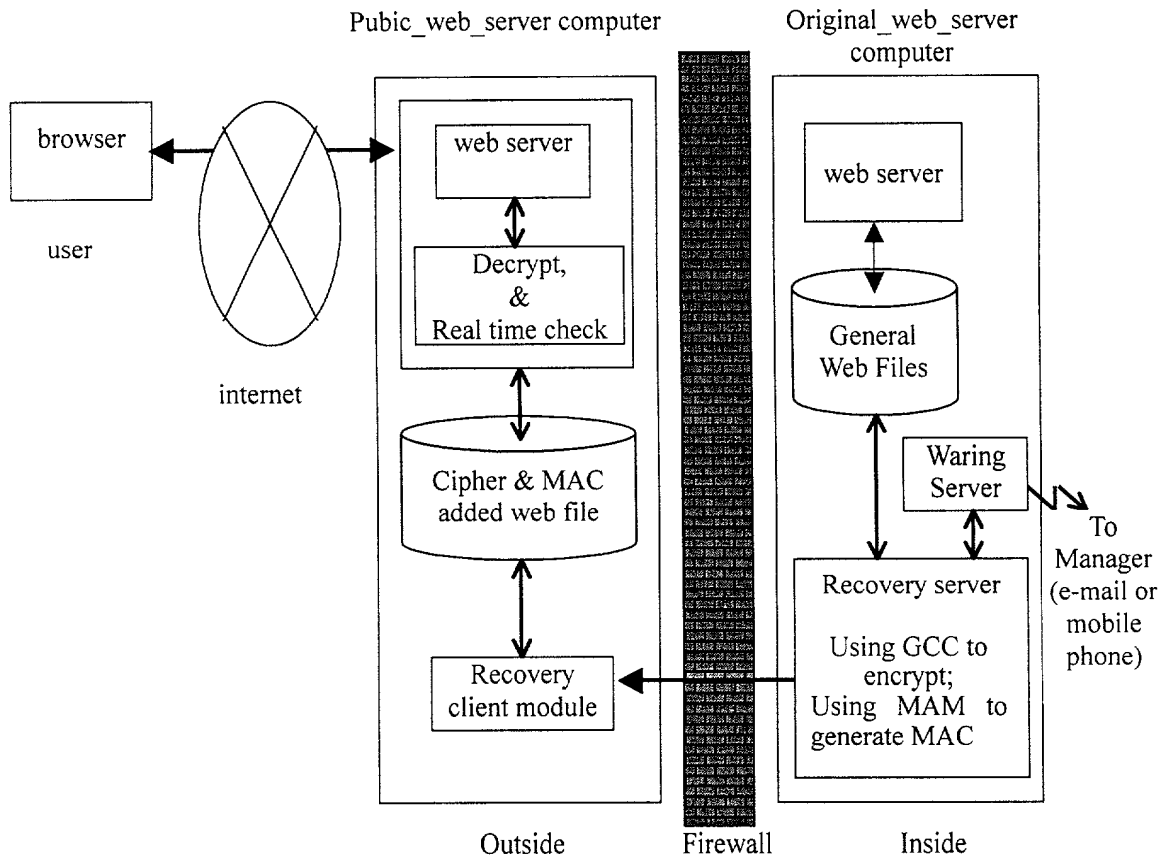 Pubic_web_server computer
Original_web_server
computer
browser
user
internet
web server
Decrypt,
&
Real time check
Cipher & MAC
added web file
Recovery
client module
web server
General
Web Files
Waring
Server
To
Manager
(e-mail or
mobile
phone)
Recovery server
Using GCC to
encrypt;
Using MAM to
generate MAC
Outside
Firewall
Inside